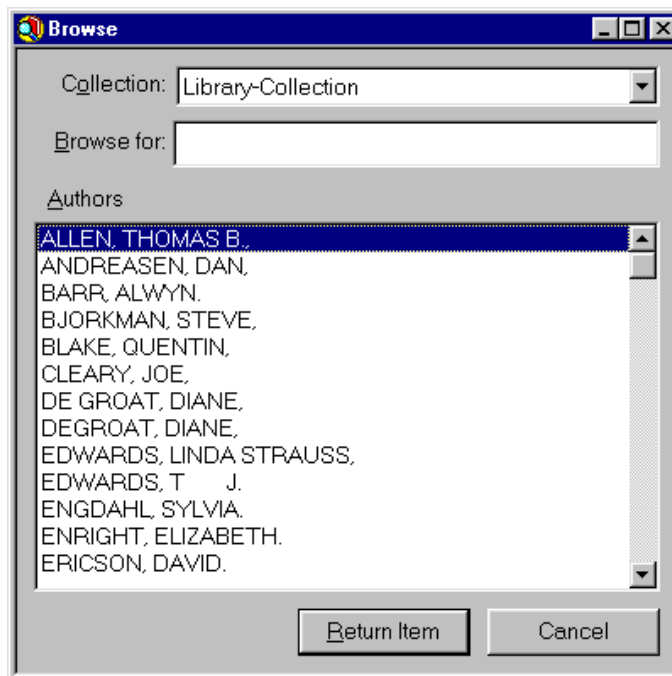 Browse
Collection: Library-Collection
Browse for:
Authors
ALLEN, THOMAS B.,
ANDREASEN, DAN,
BARR, ALWYN.
BJORKMAN, STEVE,
BLAKE, QUENTIN,
CLEARY, JOE,
DE GROAT, DIANE,
DEGROAT, DIANE,
EDWARDS, LINDA STRAUSS,
EDWARDS, T J.
ENGDAHL, SYLVIA.
ENRIGHT, ELIZABETH.
ERICSON, DAVID.
Return Item Cancel